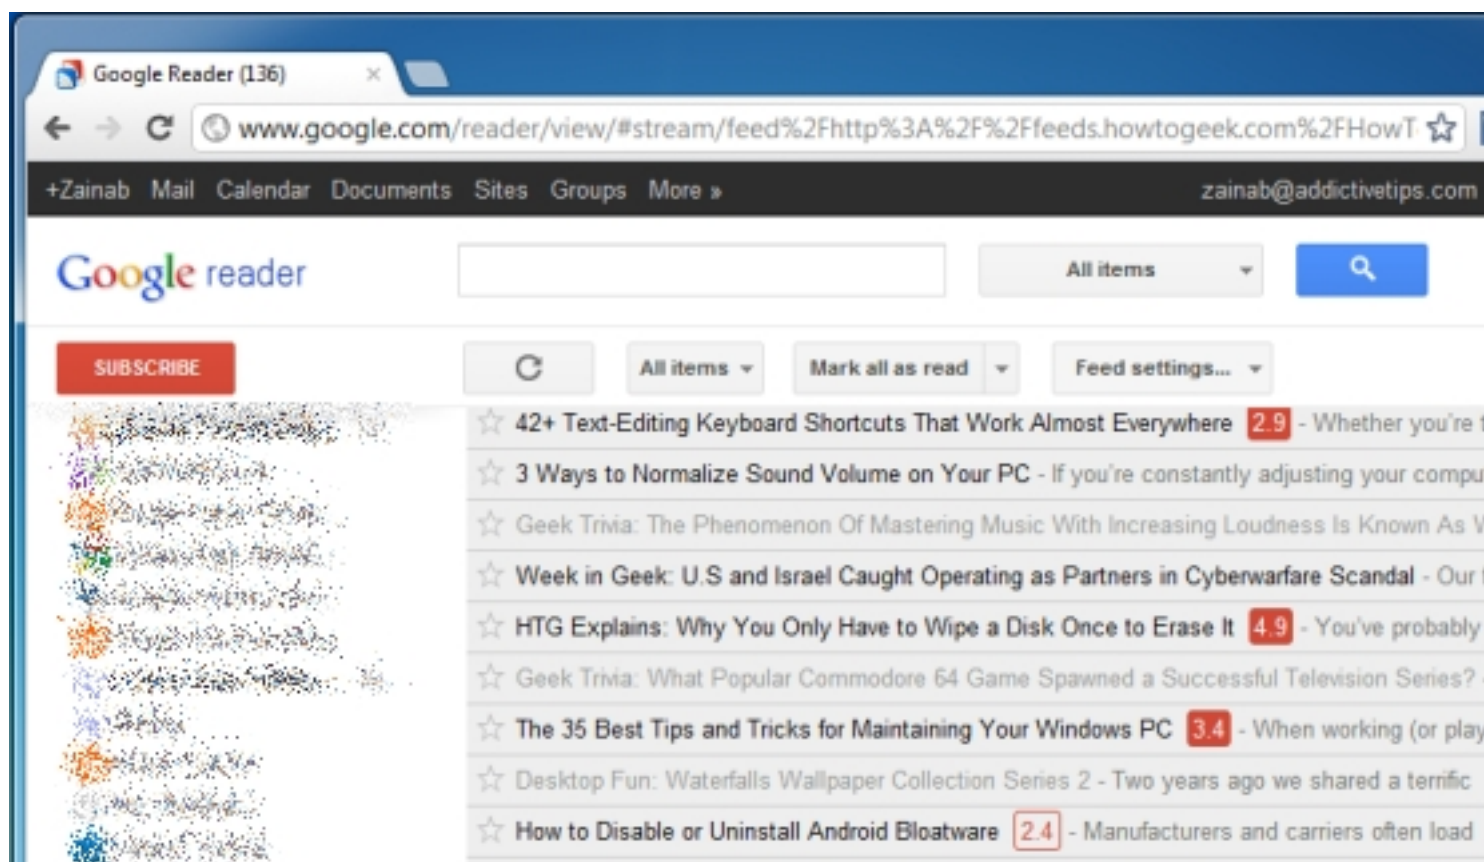 Google Reader (136)
www.google.com/reader/view/#stream/feed%2Fhttp%3A%2F%2Ffeeds.howtogeek.com%2FHowT
+Zainab Mail Calendar Documents Sites Groups More » zainab@addictivetips.com
Google reader All items
SUBSCRIBE All items Mark all as read Feed settings...
42+ Text-Editing Keyboard Shortcuts That Work Almost Everywhere 2.9 - Whether you're t
3 Ways to Normalize Sound Volume on Your PC - If you're constantly adjusting your compu
Geek Trivia: The Phenomenon Of Mastering Music With Increasing Loudness Is Known As W
Week in Geek: U.S and Israel Caught Operating as Partners in Cyberwarfare Scandal - Our
HTG Explains: Why You Only Have to Wipe a Disk Once to Erase It 4.9 - You've probably
Geek Trivia: What Popular Commodore 64 Game Spawned a Successful Television Series? -
The 35 Best Tips and Tricks for Maintaining Your Windows PC 3.4 - When working (or play
Desktop Fun: Waterfalls Wallpaper Collection Series 2 - Two years ago we shared a terrific
How to Disable or Uninstall Android Bloatware 2.4 - Manufacturers and carriers often load